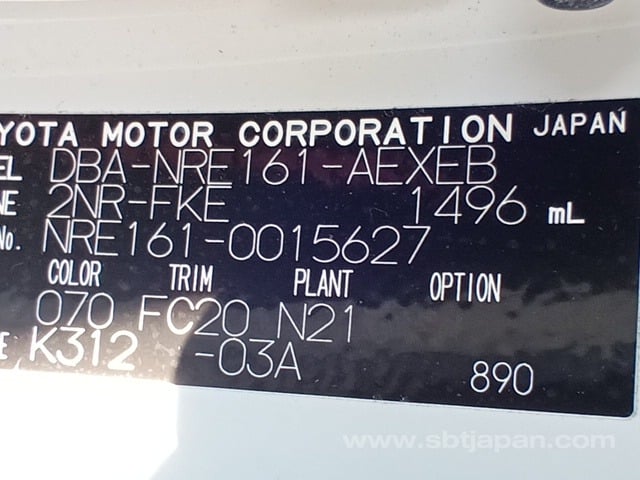 YOTA MOTOR CORPORATION JAPAN
EL DBA-NRE161-AEXEB
NE 2NR-FKE 1496 mL
No. NRE161-0015627
COLOR TRIM PLANT OPTION
070 FC20 N21
E K312 -03A 890
www.sbtjapan.com